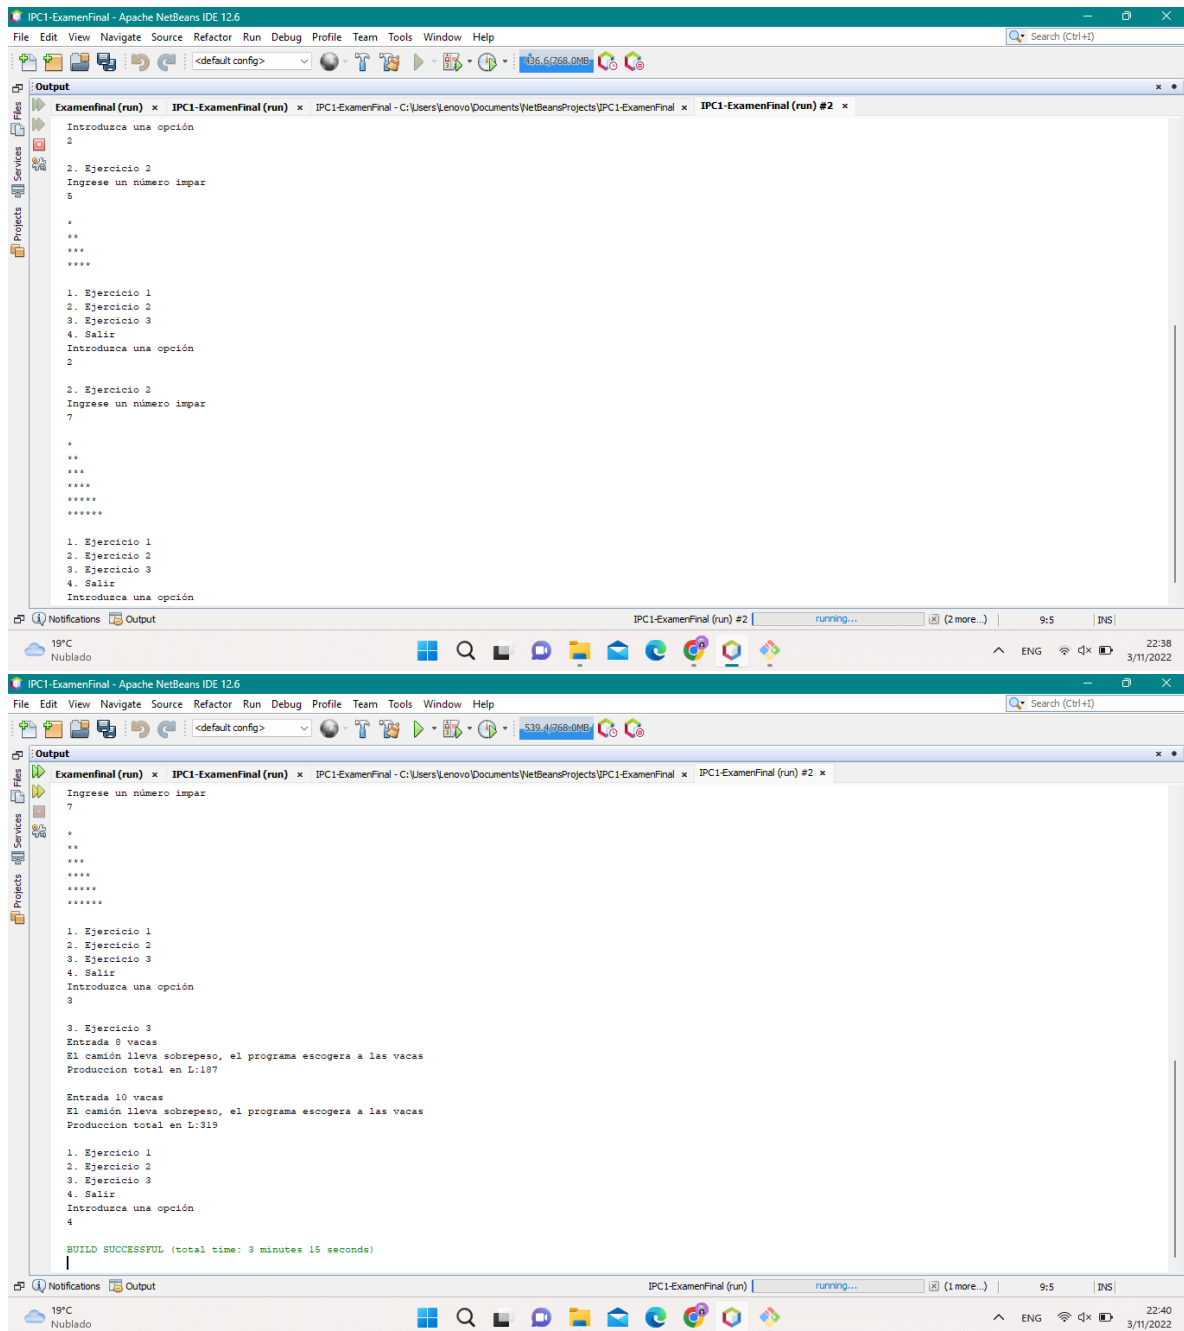 IPC1-ExamenFinal - Apache NetBeans IDE 12.6
File Edit View Navigate Source Refactor Run Debug Profile Team Tools Window Help
Search (Ctrl+I)
<default config>
436.6/768.0MB
Output
Examenfinal (run) × IPC1-ExamenFinal (run) × IPC1-ExamenFinal - C:\Users\Lenovo\Documents\NetBeansProjects\IPC1-ExamenFinal × IPC1-ExamenFinal (run) #2 ×
Files
Services
Projects
Introduzca una opción
2
2. Ejercicio 2
Ingrese un número impar
5
*
**
***
****
1. Ejercicio 1
2. Ejercicio 2
3. Ejercicio 3
4. Salir
Introduzca una opción
2
2. Ejercicio 2
Ingrese un número impar
7
*
**
***
****
*****
******
1. Ejercicio 1
2. Ejercicio 2
3. Ejercicio 3
4. Salir
Introduzca una opción
Notifications Output
IPC1-ExamenFinal (run) #2 running... (2 more...) 9:5 INS
19°C
Nublado
ENG
22:38
3/11/2022
IPC1-ExamenFinal - Apache NetBeans IDE 12.6
File Edit View Navigate Source Refactor Run Debug Profile Team Tools Window Help
Search (Ctrl+I)
<default config>
539.4/768.0MB
Output
Examenfinal (run) × IPC1-ExamenFinal (run) × IPC1-ExamenFinal - C:\Users\Lenovo\Documents\NetBeansProjects\IPC1-ExamenFinal × IPC1-ExamenFinal (run) #2 ×
Files
Services
Projects
Ingrese un número impar
7
*
**
***
****
*****
******
1. Ejercicio 1
2. Ejercicio 2
3. Ejercicio 3
4. Salir
Introduzca una opción
3
3. Ejercicio 3
Entrada 8 vacas
El camión lleva sobrepeso, el programa escogera a las vacas
Produccion total en L:187
Entrada 10 vacas
El camión lleva sobrepeso, el programa escogera a las vacas
Produccion total en L:319
1. Ejercicio 1
2. Ejercicio 2
3. Ejercicio 3
4. Salir
Introduzca una opción
4
BUILD SUCCESSFUL (total time: 3 minutes 15 seconds)
Notifications Output
IPC1-ExamenFinal (run) running... (1 more...) 9:5 INS
19°C
Nublado
ENG
22:40
3/11/2022